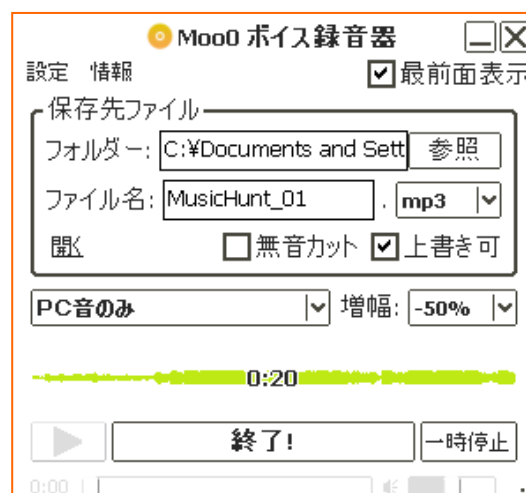 Moo0 ボイス録音器
設定 情報 最前面表示
保存先ファイル
フォルダー: C:¥Documents and Sett 参照
ファイル名: MusicHunt_01 . mp3
開く 無音カット 上書き可
PC音のみ 増幅: -50%
0:20
終了! 一時停止
0:00